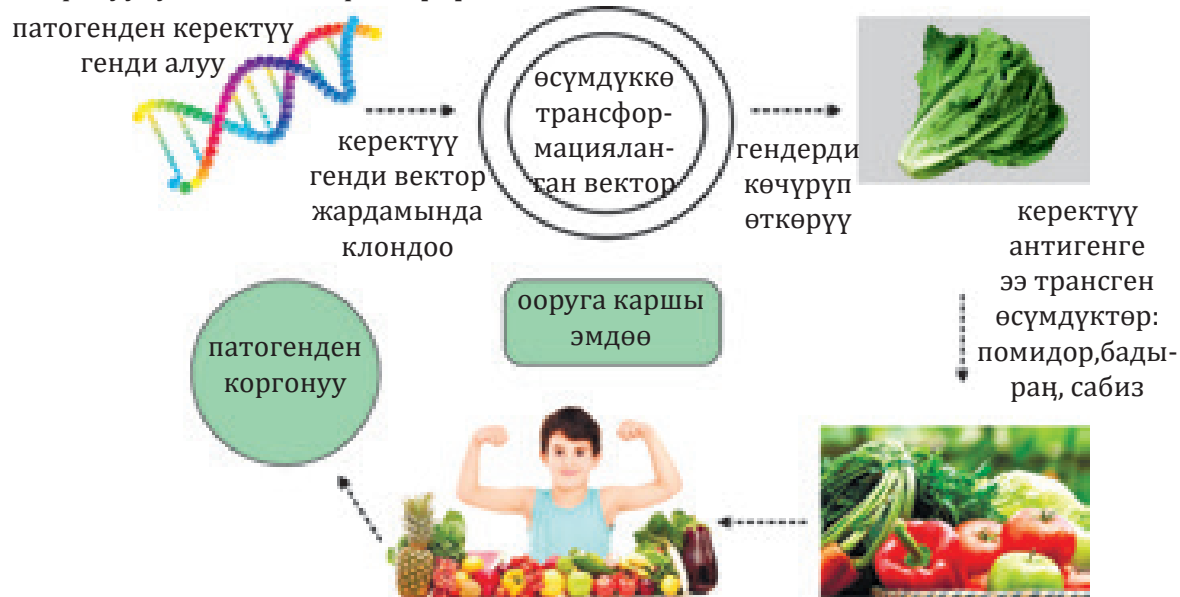 патогенден керектүү
генди алуу
керектүү
генди вектор
жардамында
клондоо
өсүмдүккө
трансфор-
мациялан-
ган вектор
гендерди
көчүрүп
өткөрүү
керектүү
антигенге
ээ трансген
өсүмдүктөр:
помидор,бады-
раң, сабиз
ооруга каршы
эмдөө
патогенден
коргонуу